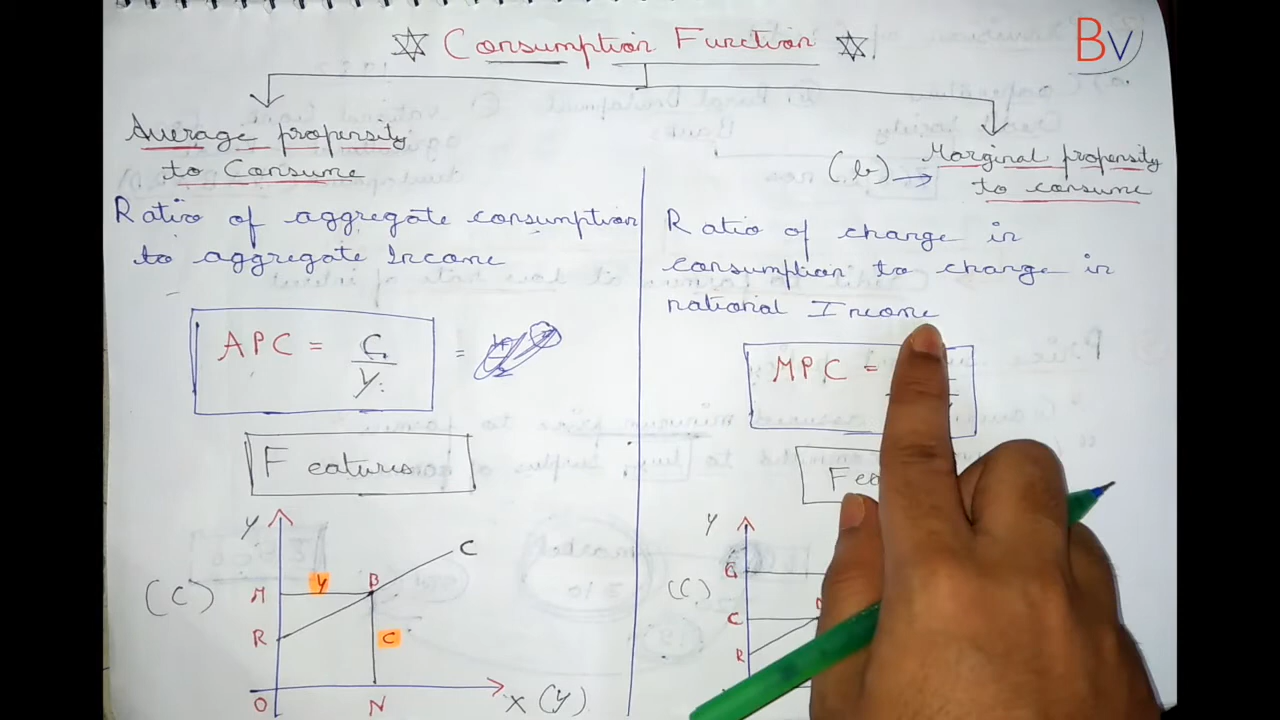 Consumption Function
BV
Average propensity
to Consume
Ratio of aggregate consumption
to aggregate Income
APC = C/Y
=
Features
Y
C
M
Y
B
(C)
R
C
O
N
X (Y)
(b) → Marginal propensity
to consume
Ratio of change in
consumption to change in
national Income
MPC =
Y
(C)
C
R